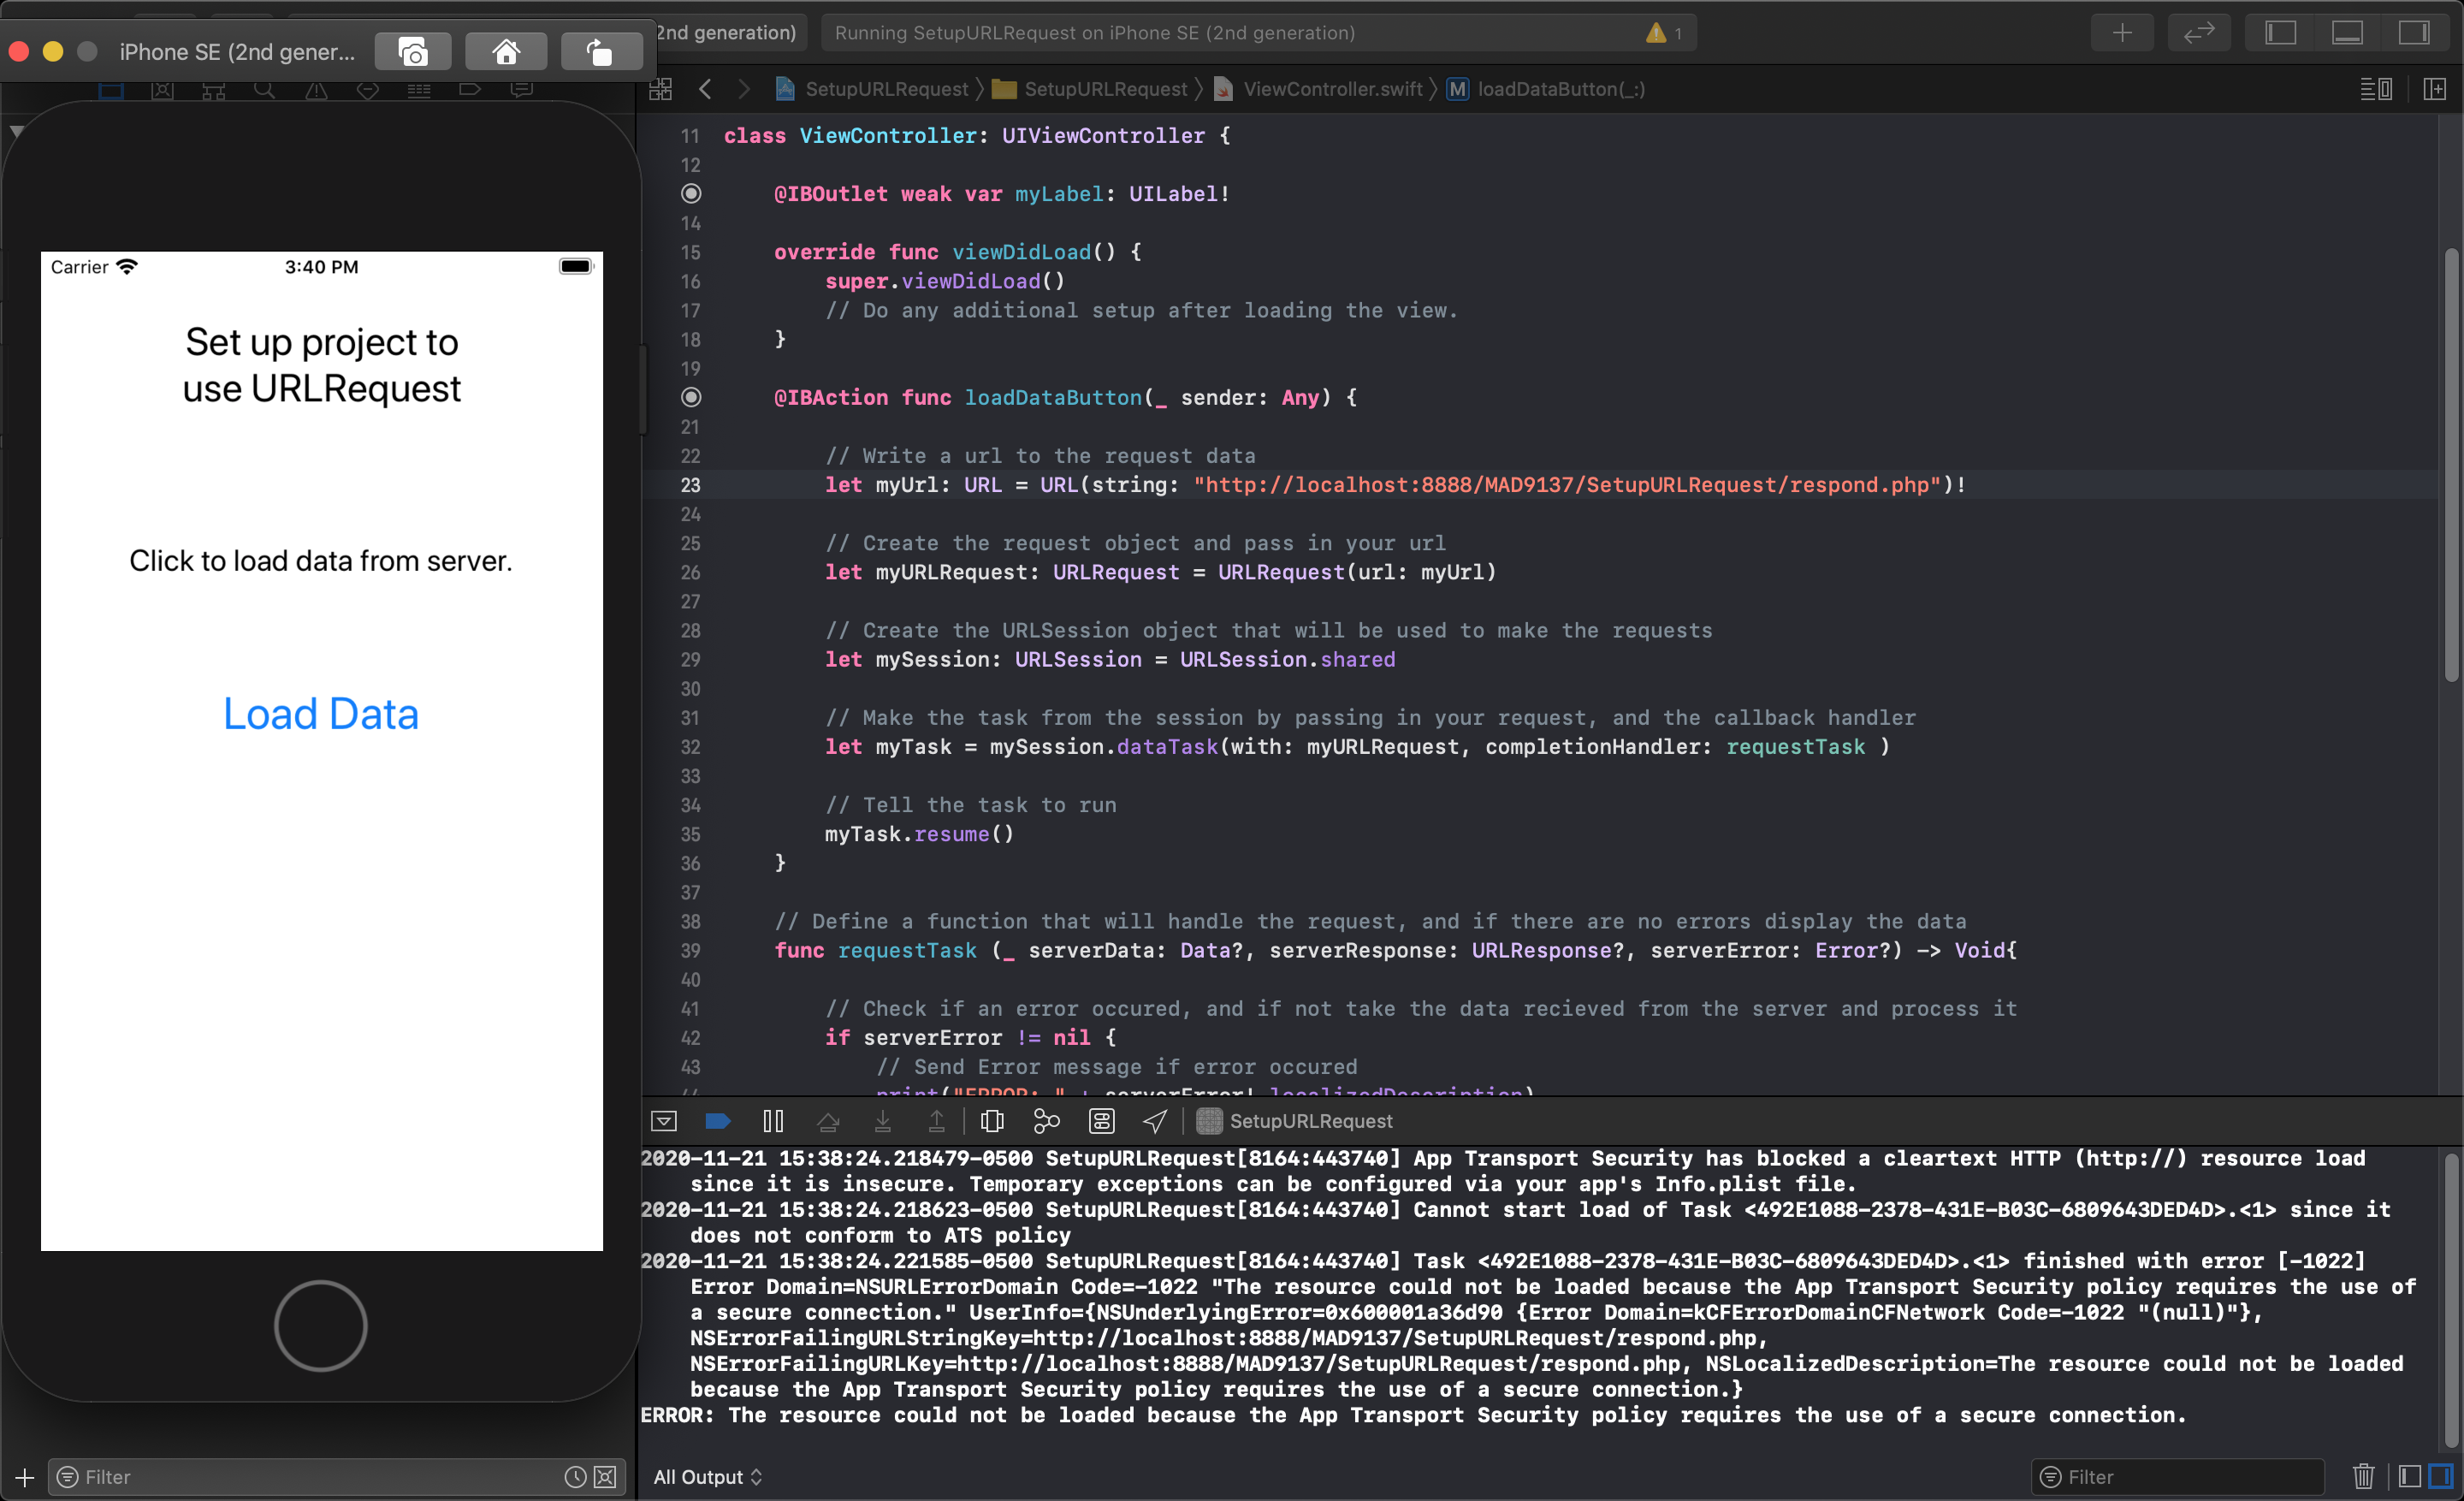 iPhone SE (2nd gener...
2nd generation)
Running SetupURLRequest on iPhone SE (2nd generation)
1
SetupURLRequest
SetupURLRequest
ViewController.swift
M
loadDataButton(_:)
Carrier
3:40 PM
Set up project to
use URLRequest
Click to load data from server.
Load Data
11 class ViewController: UIViewController {
12
@IBOutlet weak var myLabel: UILabel!
14
15 override func viewDidLoad() {
16 super.viewDidLoad()
17 // Do any additional setup after loading the view.
18 }
19
@IBAction func loadDataButton(_ sender: Any) {
21
22 // Write a url to the request data
23 let myUrl: URL = URL(string: "http://localhost:8888/MAD9137/SetupURLRequest/respond.php")!
24
25 // Create the request object and pass in your url
26 let myURLRequest: URLRequest = URLRequest(url: myUrl)
27
28 // Create the URLSession object that will be used to make the requests
29 let mySession: URLSession = URLSession.shared
30
31 // Make the task from the session by passing in your request, and the callback handler
32 let myTask = mySession.dataTask(with: myURLRequest, completionHandler: requestTask )
33
34 // Tell the task to run
35 myTask.resume()
36 }
37
38 // Define a function that will handle the request, and if there are no errors display the data
39 func requestTask (_ serverData: Data?, serverResponse: URLResponse?, serverError: Error?) -> Void{
40
41 // Check if an error occured, and if not take the data recieved from the server and process it
42 if serverError != nil {
43 // Send Error message if error occured
44 print("ERROR: " + serverError!.localizedDescription)
SetupURLRequest
2020-11-21 15:38:24.218479-0500 SetupURLRequest[8164:443740] App Transport Security has blocked a cleartext HTTP (http://) resource load
since it is insecure. Temporary exceptions can be configured via your app's Info.plist file.
2020-11-21 15:38:24.218623-0500 SetupURLRequest[8164:443740] Cannot start load of Task <492E1088-2378-431E-B03C-6809643DED4D>.<1> since it
does not conform to ATS policy
2020-11-21 15:38:24.221585-0500 SetupURLRequest[8164:443740] Task <492E1088-2378-431E-B03C-6809643DED4D>.<1> finished with error [-1022]
Error Domain=NSURLErrorDomain Code=-1022 "The resource could not be loaded because the App Transport Security policy requires the use of
a secure connection." UserInfo={NSUnderlyingError=0x600001a36d90 {Error Domain=kCFErrorDomainCFNetwork Code=-1022 "(null)"},
NSErrorFailingURLStringKey=http://localhost:8888/MAD9137/SetupURLRequest/respond.php,
NSErrorFailingURLKey=http://localhost:8888/MAD9137/SetupURLRequest/respond.php, NSLocalizedDescription=The resource could not be loaded
because the App Transport Security policy requires the use of a secure connection.}
ERROR: The resource could not be loaded because the App Transport Security policy requires the use of a secure connection.
Filter
All Output
Filter